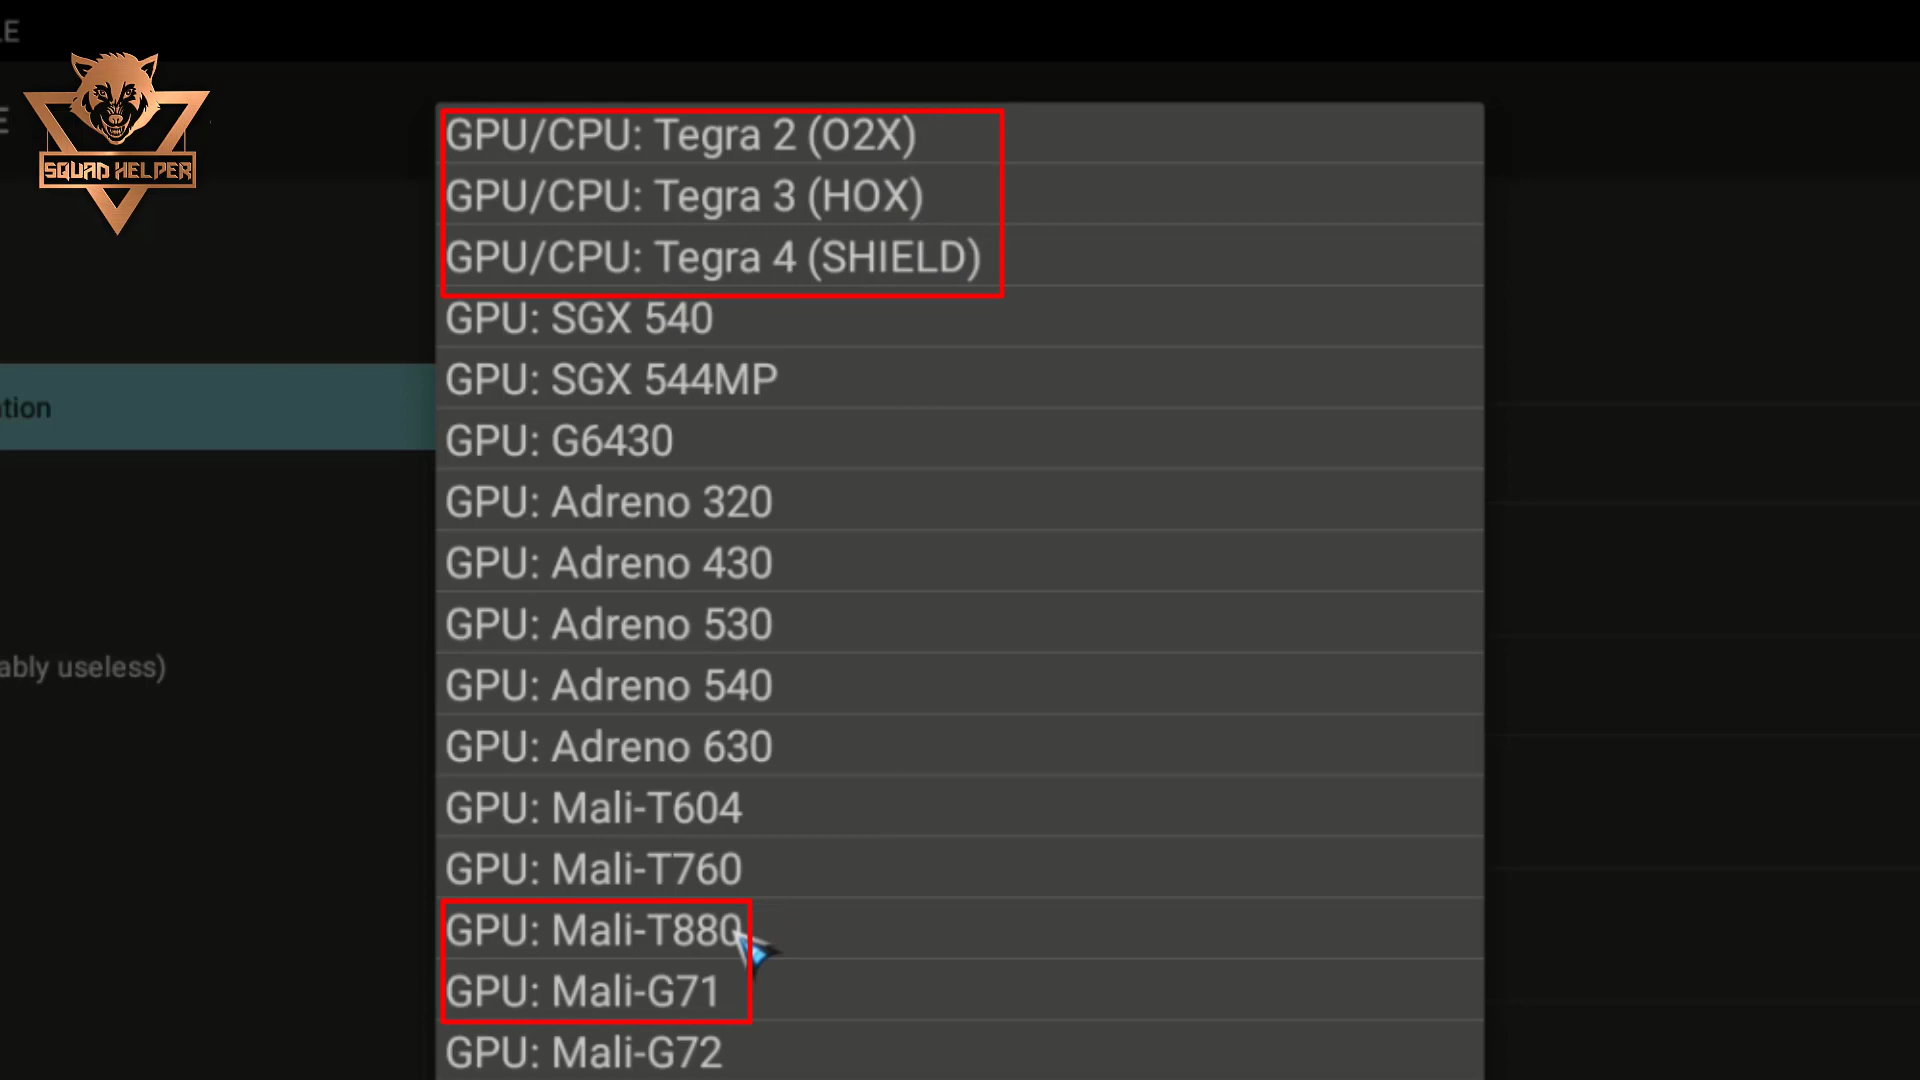 LE
E
SQUAD HELPER
GPU/CPU: Tegra 2 (O2X)
GPU/CPU: Tegra 3 (HOX)
GPU/CPU: Tegra 4 (SHIELD)
GPU: SGX 540
GPU: SGX 544MP
ation
GPU: G6430
GPU: Adreno 320
GPU: Adreno 430
GPU: Adreno 530
ably useless)
GPU: Adreno 540
GPU: Adreno 630
GPU: Mali-T604
GPU: Mali-T760
GPU: Mali-T880
GPU: Mali-G71
GPU: Mali-G72